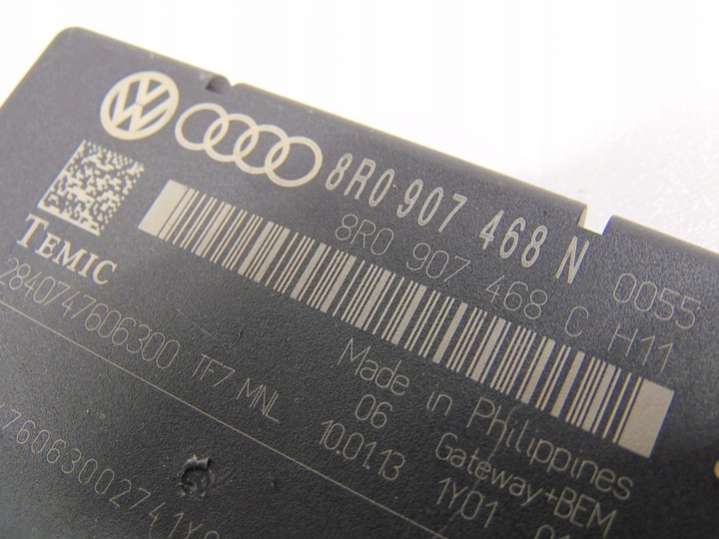 8R0 907 468 N 0055
8R0 907 468 C H11
TEMIC
2840747606300 TF7 MNL
Made in Philippines
06 Gateway+BEM
10.01.13 1Y01